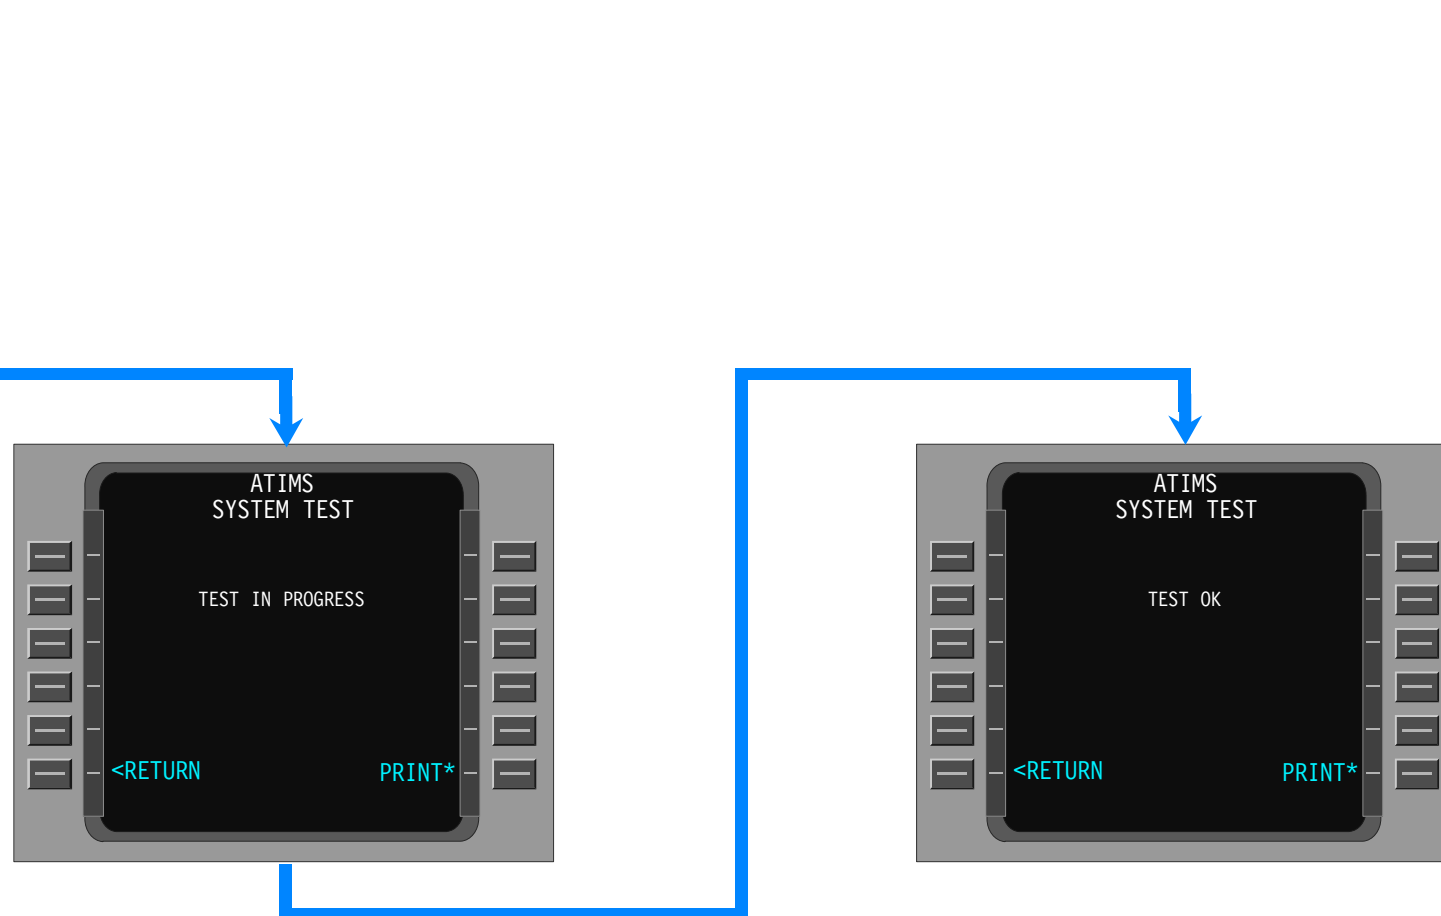 ATIMS
SYSTEM TEST
TEST IN PROGRESS
<RETURN PRINT*
ATIMS
SYSTEM TEST
TEST OK
<RETURN PRINT*